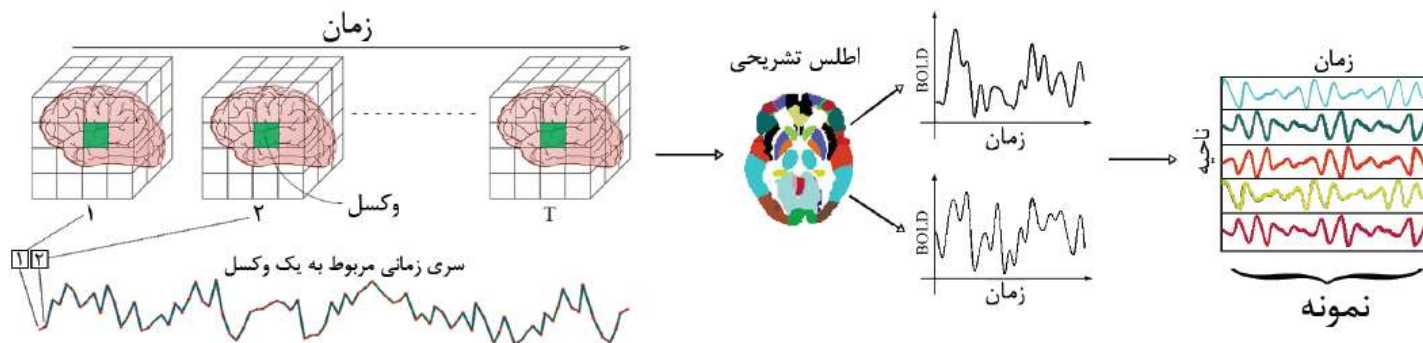 زمان
۱
۲
T
وکسل
۱ ۲
سری زمانی مربوط به یک وکسل
اطلس تشریحی
BOLD
زمان
BOLD
زمان
زمان
ناحیه
نمونه